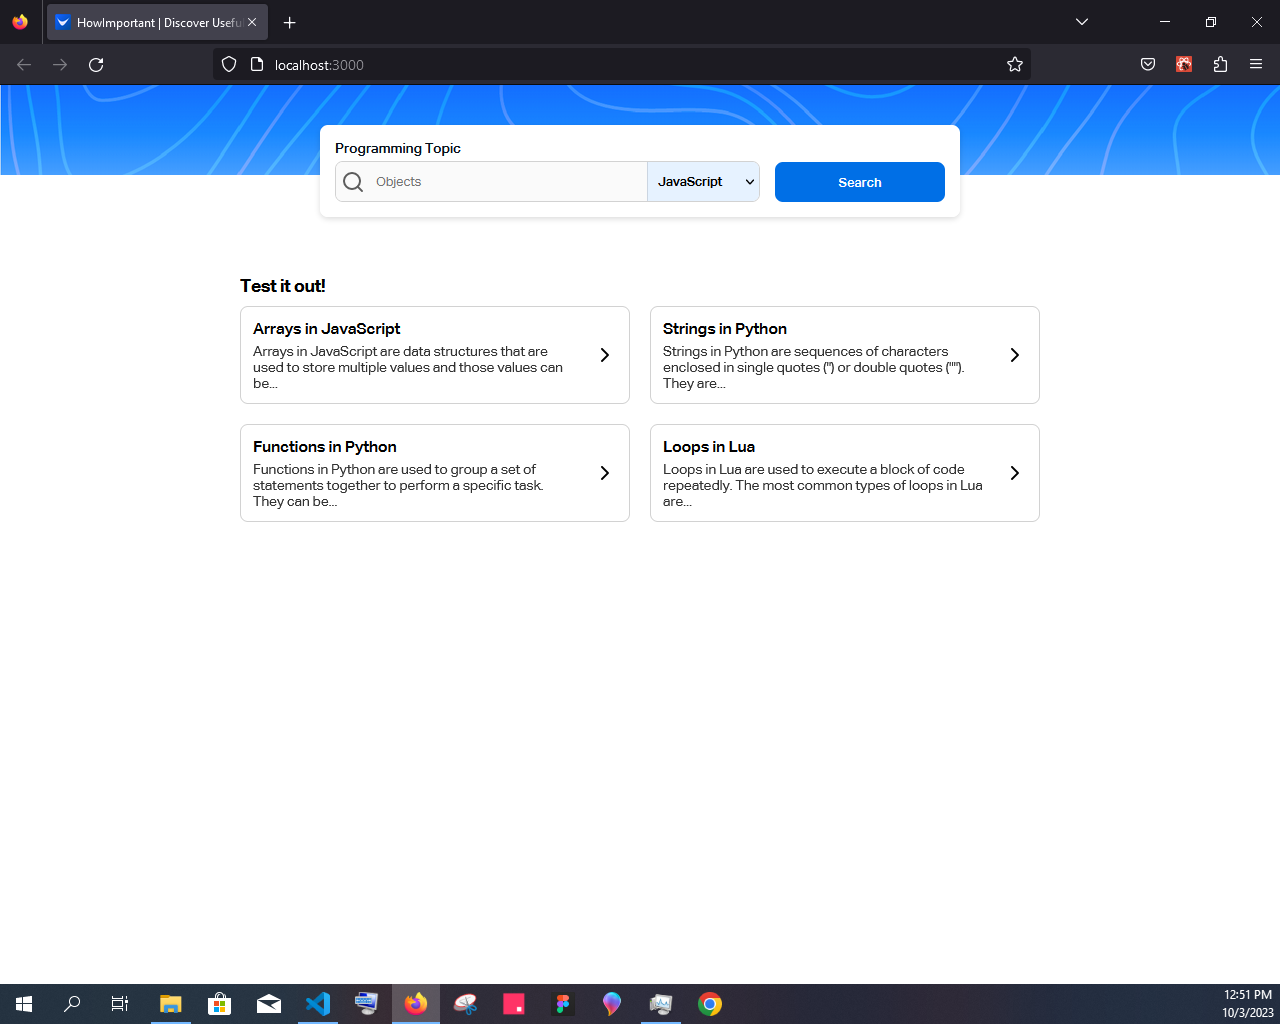 HowImportant | Discover Useful
localhost:3000
Programming Topic
Objects
JavaScript
Search
Test it out!
Arrays in JavaScript
Arrays in JavaScript are data structures that are
used to store multiple values and those values can
be...
Strings in Python
Strings in Python are sequences of characters
enclosed in single quotes ('') or double quotes ("").
They are...
Functions in Python
Functions in Python are used to group a set of
statements together to perform a specific task.
They can be...
Loops in Lua
Loops in Lua are used to execute a block of code
repeatedly. The most common types of loops in Lua
are...
12:51 PM
10/3/2023